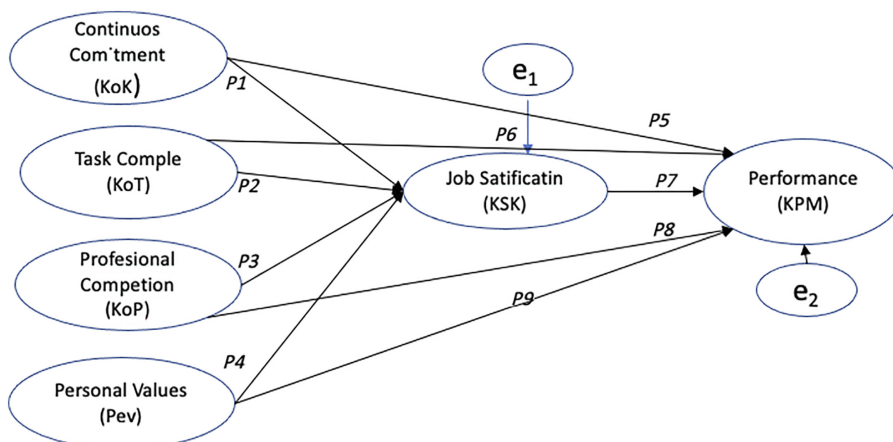 Continuos
Com˙tment
(KoK)
P1
e1
P5
P6
Task Comple
(KoT)
P2
Job Satificatin
(KSK)
P7
Performance
(KPM)
P8
Profesional
Competion
(KoP)
P3
e2
P9
P4
Personal Values
(Pev)